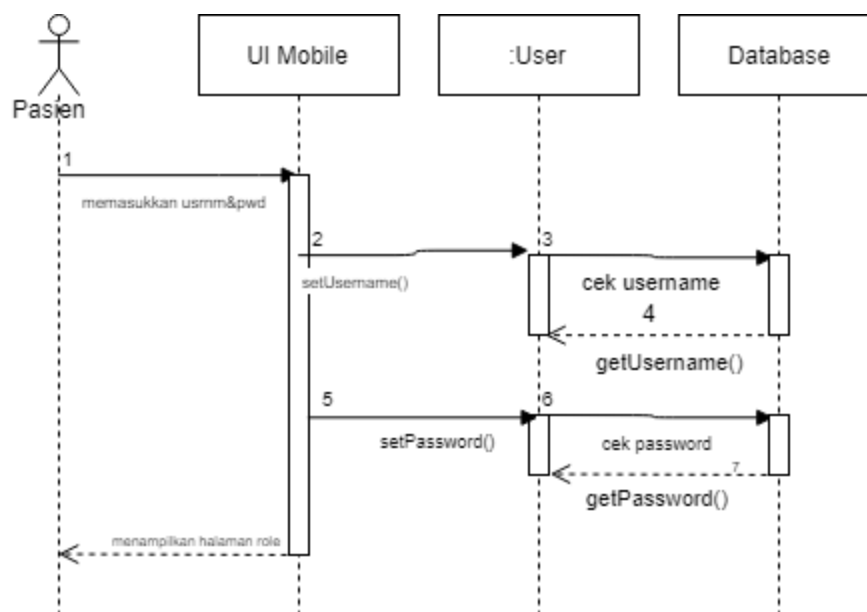 UI Mobile
:User
Database
Pasien
1
memasukkan usrnm&pwd
2
setUsername()
3
cek username
4
getUsername()
5
setPassword()
6
cek password
7
getPassword()
menampilkan halaman role